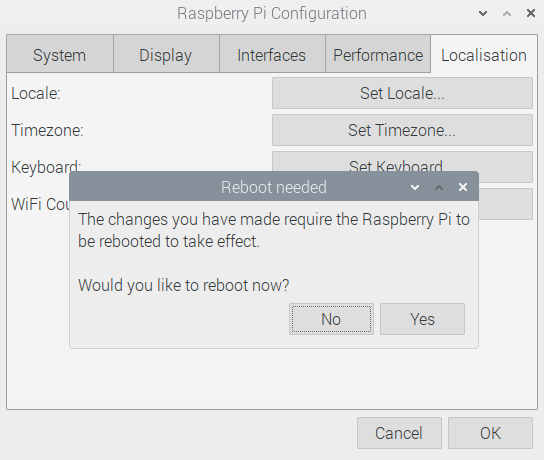 Raspberry Pi Configuration
System Display Interfaces Performance Localisation
Locale: Set Locale...
Timezone: Set Timezone...
Keyboard: Set Keyboard
WiFi
Reboot needed
The changes you have made require the Raspberry Pi to
be rebooted to take effect.
Would you like to reboot now?
No Yes
Cancel OK